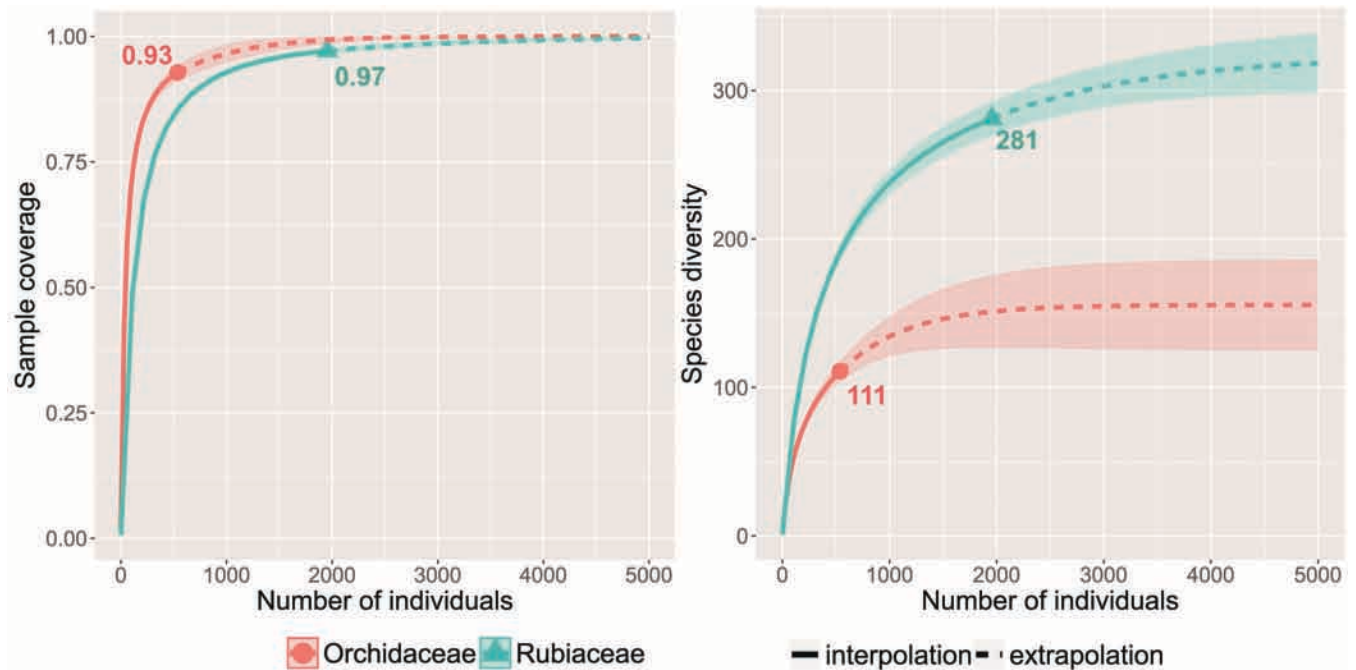 Sample coverage
1.00
0.75
0.50
0.25
0.00
0.93
0.97
0 1000 2000 3000 4000 5000
Number of individuals
Species diversity
300
200
100
0
281
111
0 1000 2000 3000 4000 5000
Number of individuals
Orchidaceae Rubiaceae interpolation extrapolation